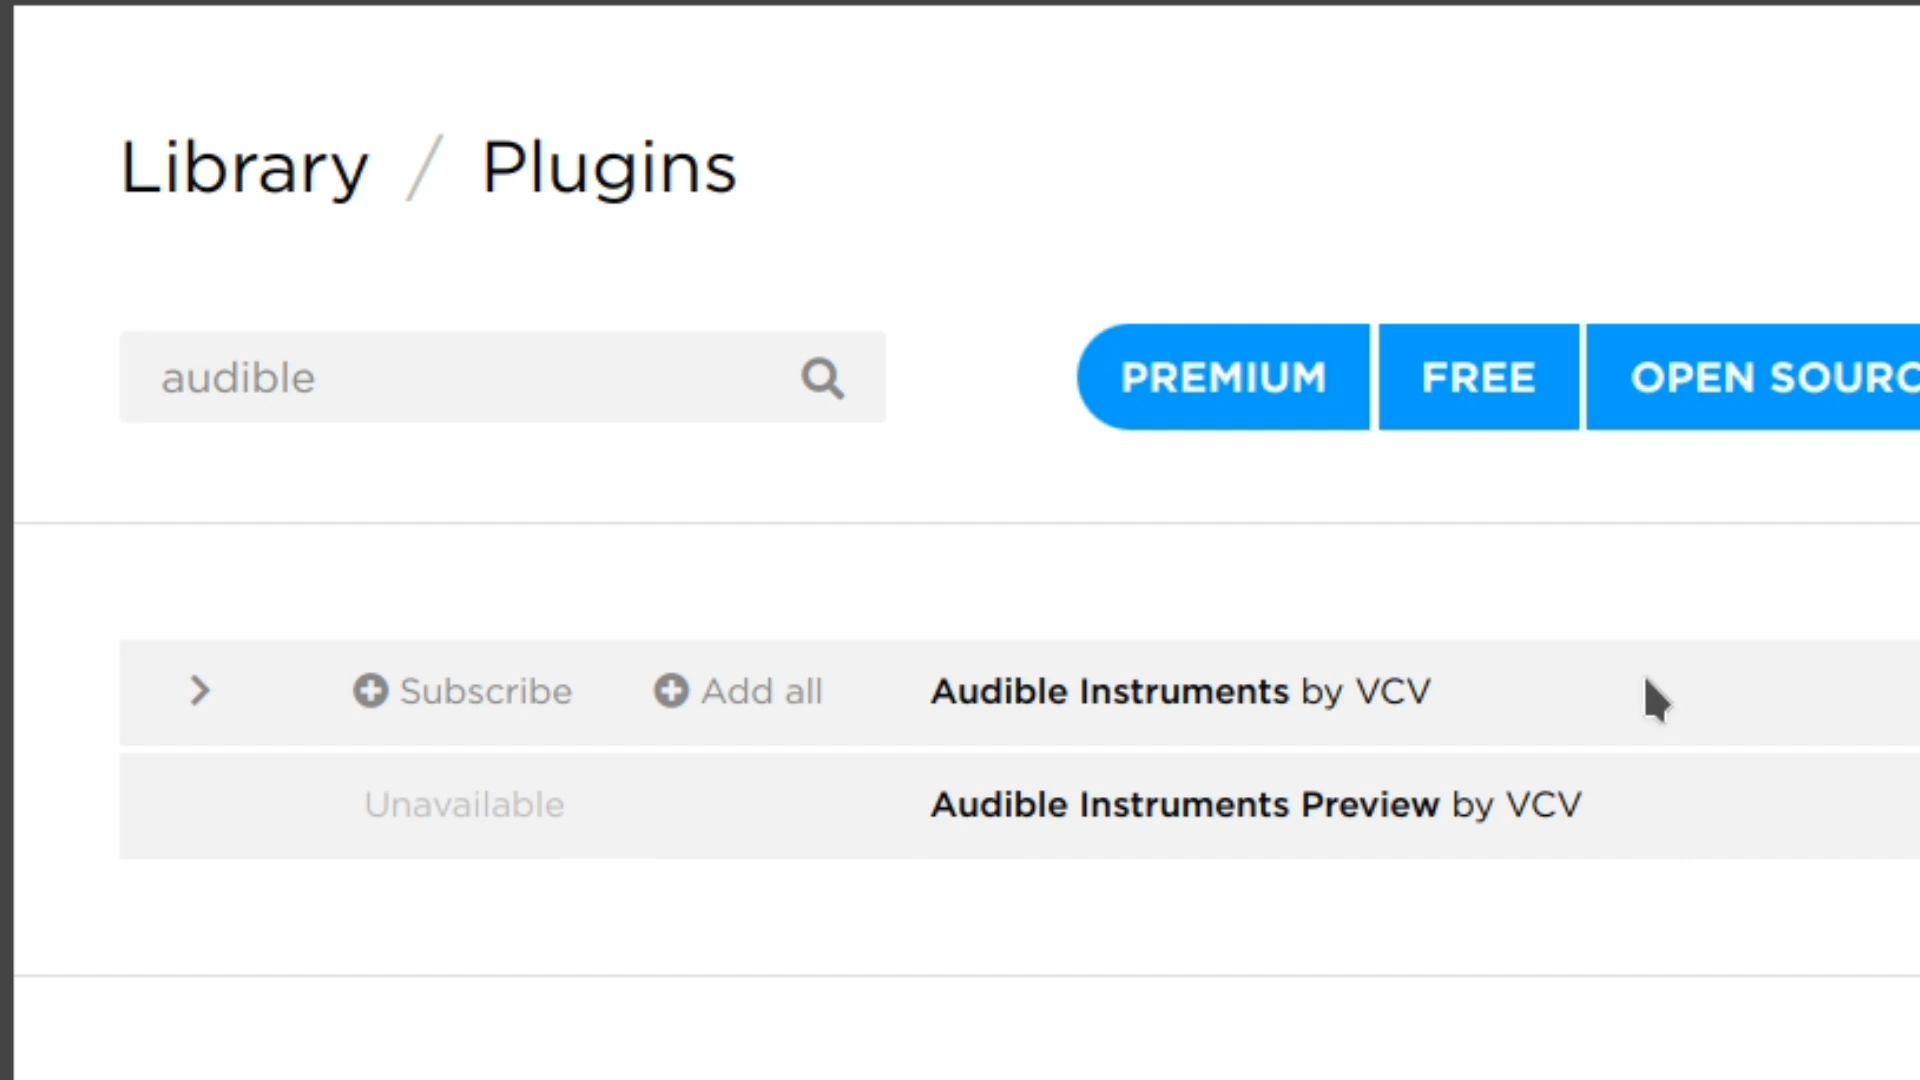 Library / Plugins
audible
PREMIUM FREE OPEN SOURC
Subscribe Add all Audible Instruments by VCV
Unavailable Audible Instruments Preview by VCV